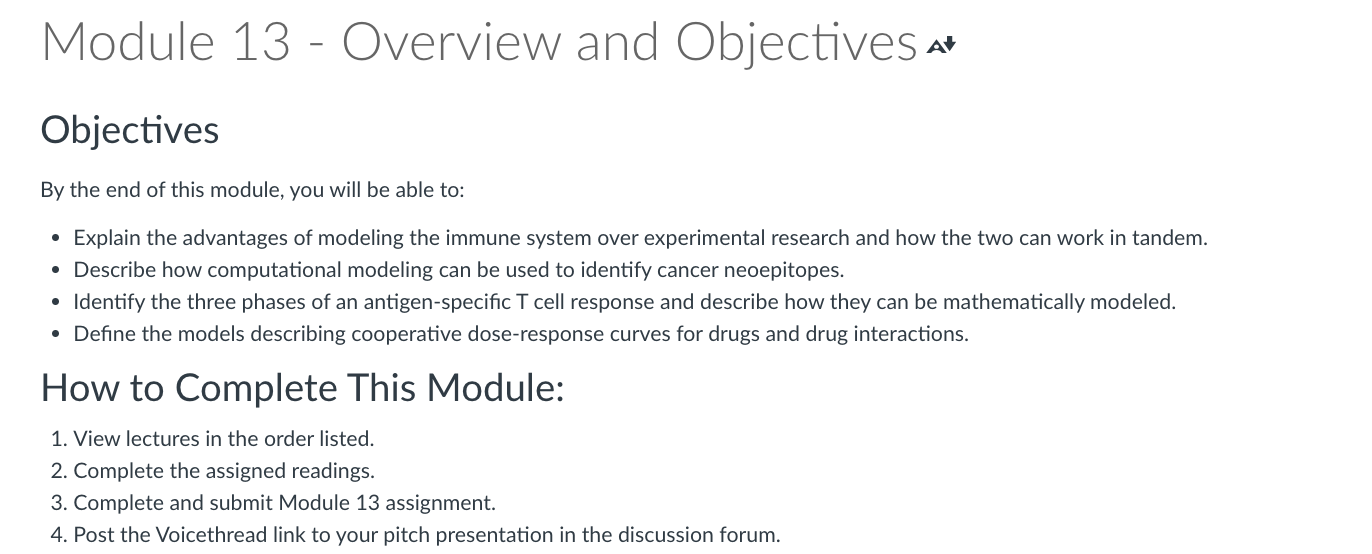 Module 13 - Overview and Objectives
Objectives
By the end of this module, you will be able to:
• Explain the advantages of modeling the immune system over experimental research and how the two can work in tandem.
• Describe how computational modeling can be used to identify cancer neoepitopes.
• Identify the three phases of an antigen-specific T cell response and describe how they can be mathematically modeled.
• Define the models describing cooperative dose-response curves for drugs and drug interactions.
How to Complete This Module:
1. View lectures in the order listed.
2. Complete the assigned readings.
3. Complete and submit Module 13 assignment.
4. Post the Voicethread link to your pitch presentation in the discussion forum.